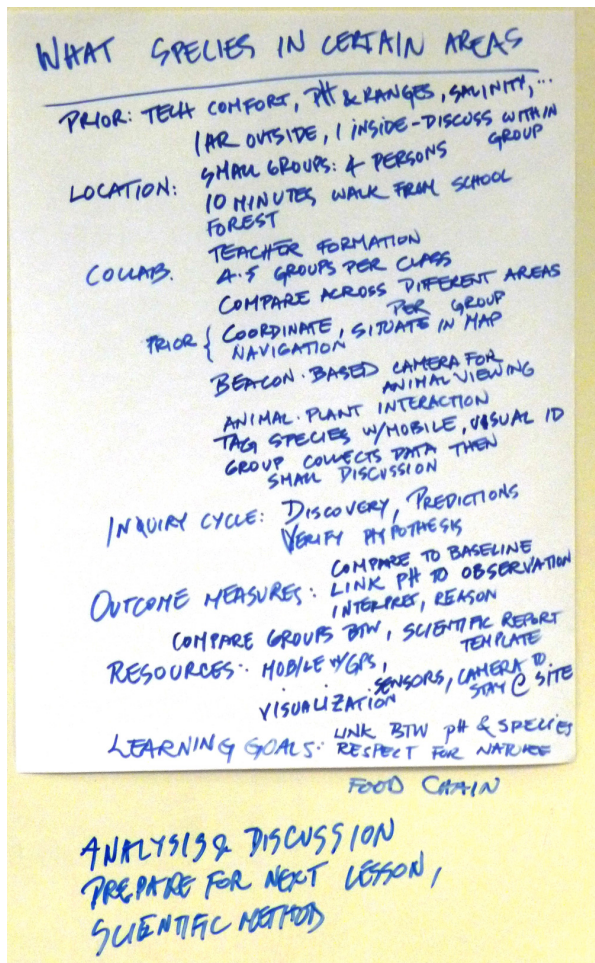 WHAT SPECIES IN CERTAIN AREAS
PRIOR: TECH COMFORT, PH & RANGES, SALINITY,...
1 AR OUTSIDE, 1 INSIDE - DISCUSS WITHIN GROUP
LOCATION: SMALL GROUPS: 4 PERSONS
10 MINUTES WALK FROM SCHOOL
FOREST
TEACHER FORMATION
COLLAB. 4-5 GROUPS PER CLASS
COMPARE ACROSS DIFFERENT AREAS
PER GROUP
PRIOR { COORDINATE, SITUATE IN MAP
NAVIGATION
BEACON-BASED CAMERA FOR
ANIMAL VIEWING
ANIMAL-PLANT INTERACTION
TAG SPECIES W/MOBILE, VISUAL ID
GROUP COLLECTS DATA THEN
SMALL DISCUSSION
INQUIRY CYCLE: DISCOVERY, PREDICTIONS
VERIFY HYPOTHESIS
COMPARE TO BASELINE
OUTCOME MEASURES: LINK PH TO OBSERVATION
INTERPRET, REASON
COMPARE GROUPS BTW, SCIENTIFIC REPORT
TEMPLATE
RESOURCES: MOBILE W/GPS,
SENSORS, CAMERA TO
STAY @ SITE
VISUALIZATION
LINK BTW pH & SPECIES
LEARNING GOALS: RESPECT FOR NATURE
FOOD CHAIN
ANALYSIS & DISCUSSION
PREPARE FOR NEXT LESSON,
SCIENTIFIC METHOD